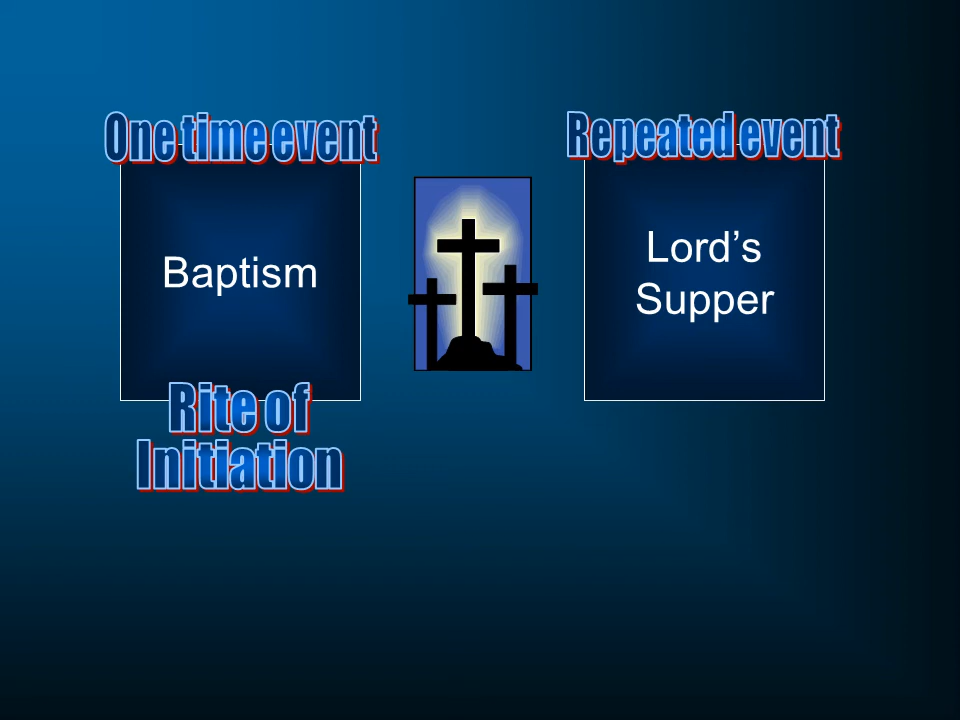 One time event
Repeated event
Baptism
Lord’s
Supper
Rite of
Initiation